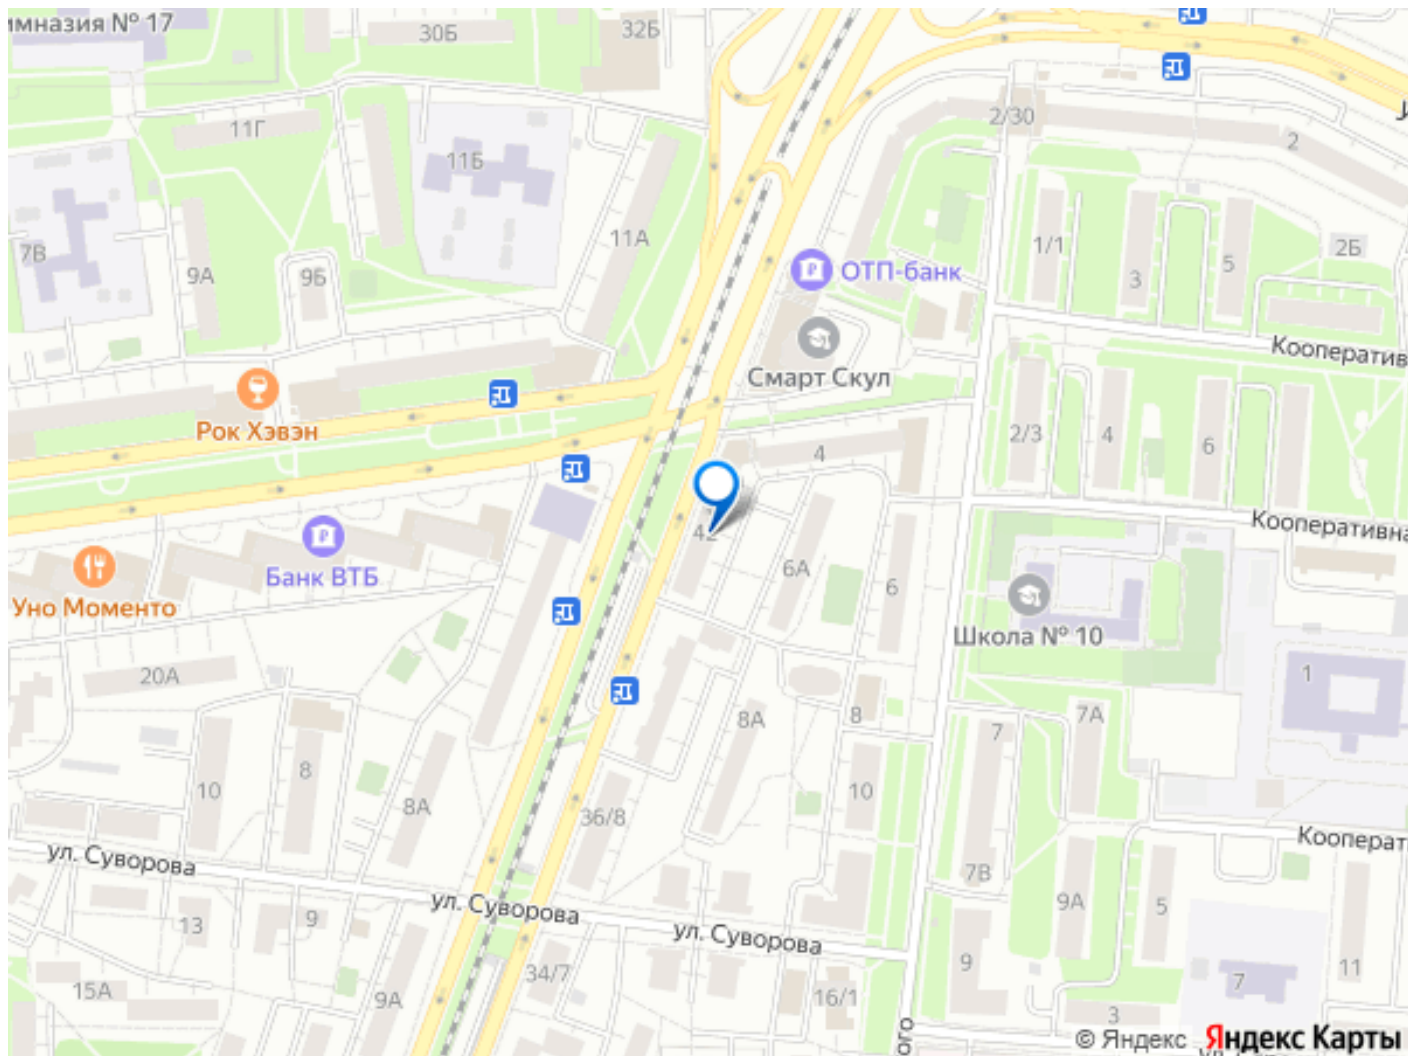 имназия № 17
30Б
32Б
2/30
2
11Г
11Б
11А
7В
9А
9Б
1/1
3
5
2Б
ОТП-банк
Смарт Скул
Кооператив
Рок Хэвэн
2/3
4
6
4
42
Кооперативна
Банк ВТБ
6А
6
Уно Моменто
Школа № 10
20А
1
8А
8
7
7А
10
8
8А
10
36/8
Кооперат
ул. Суворова
7В
9А
5
ул. Суворова
13
9
ул. Суворова
9
11
15А
9А
34/7
16/1
7
3
ого
© Яндекс Яндекс Карты